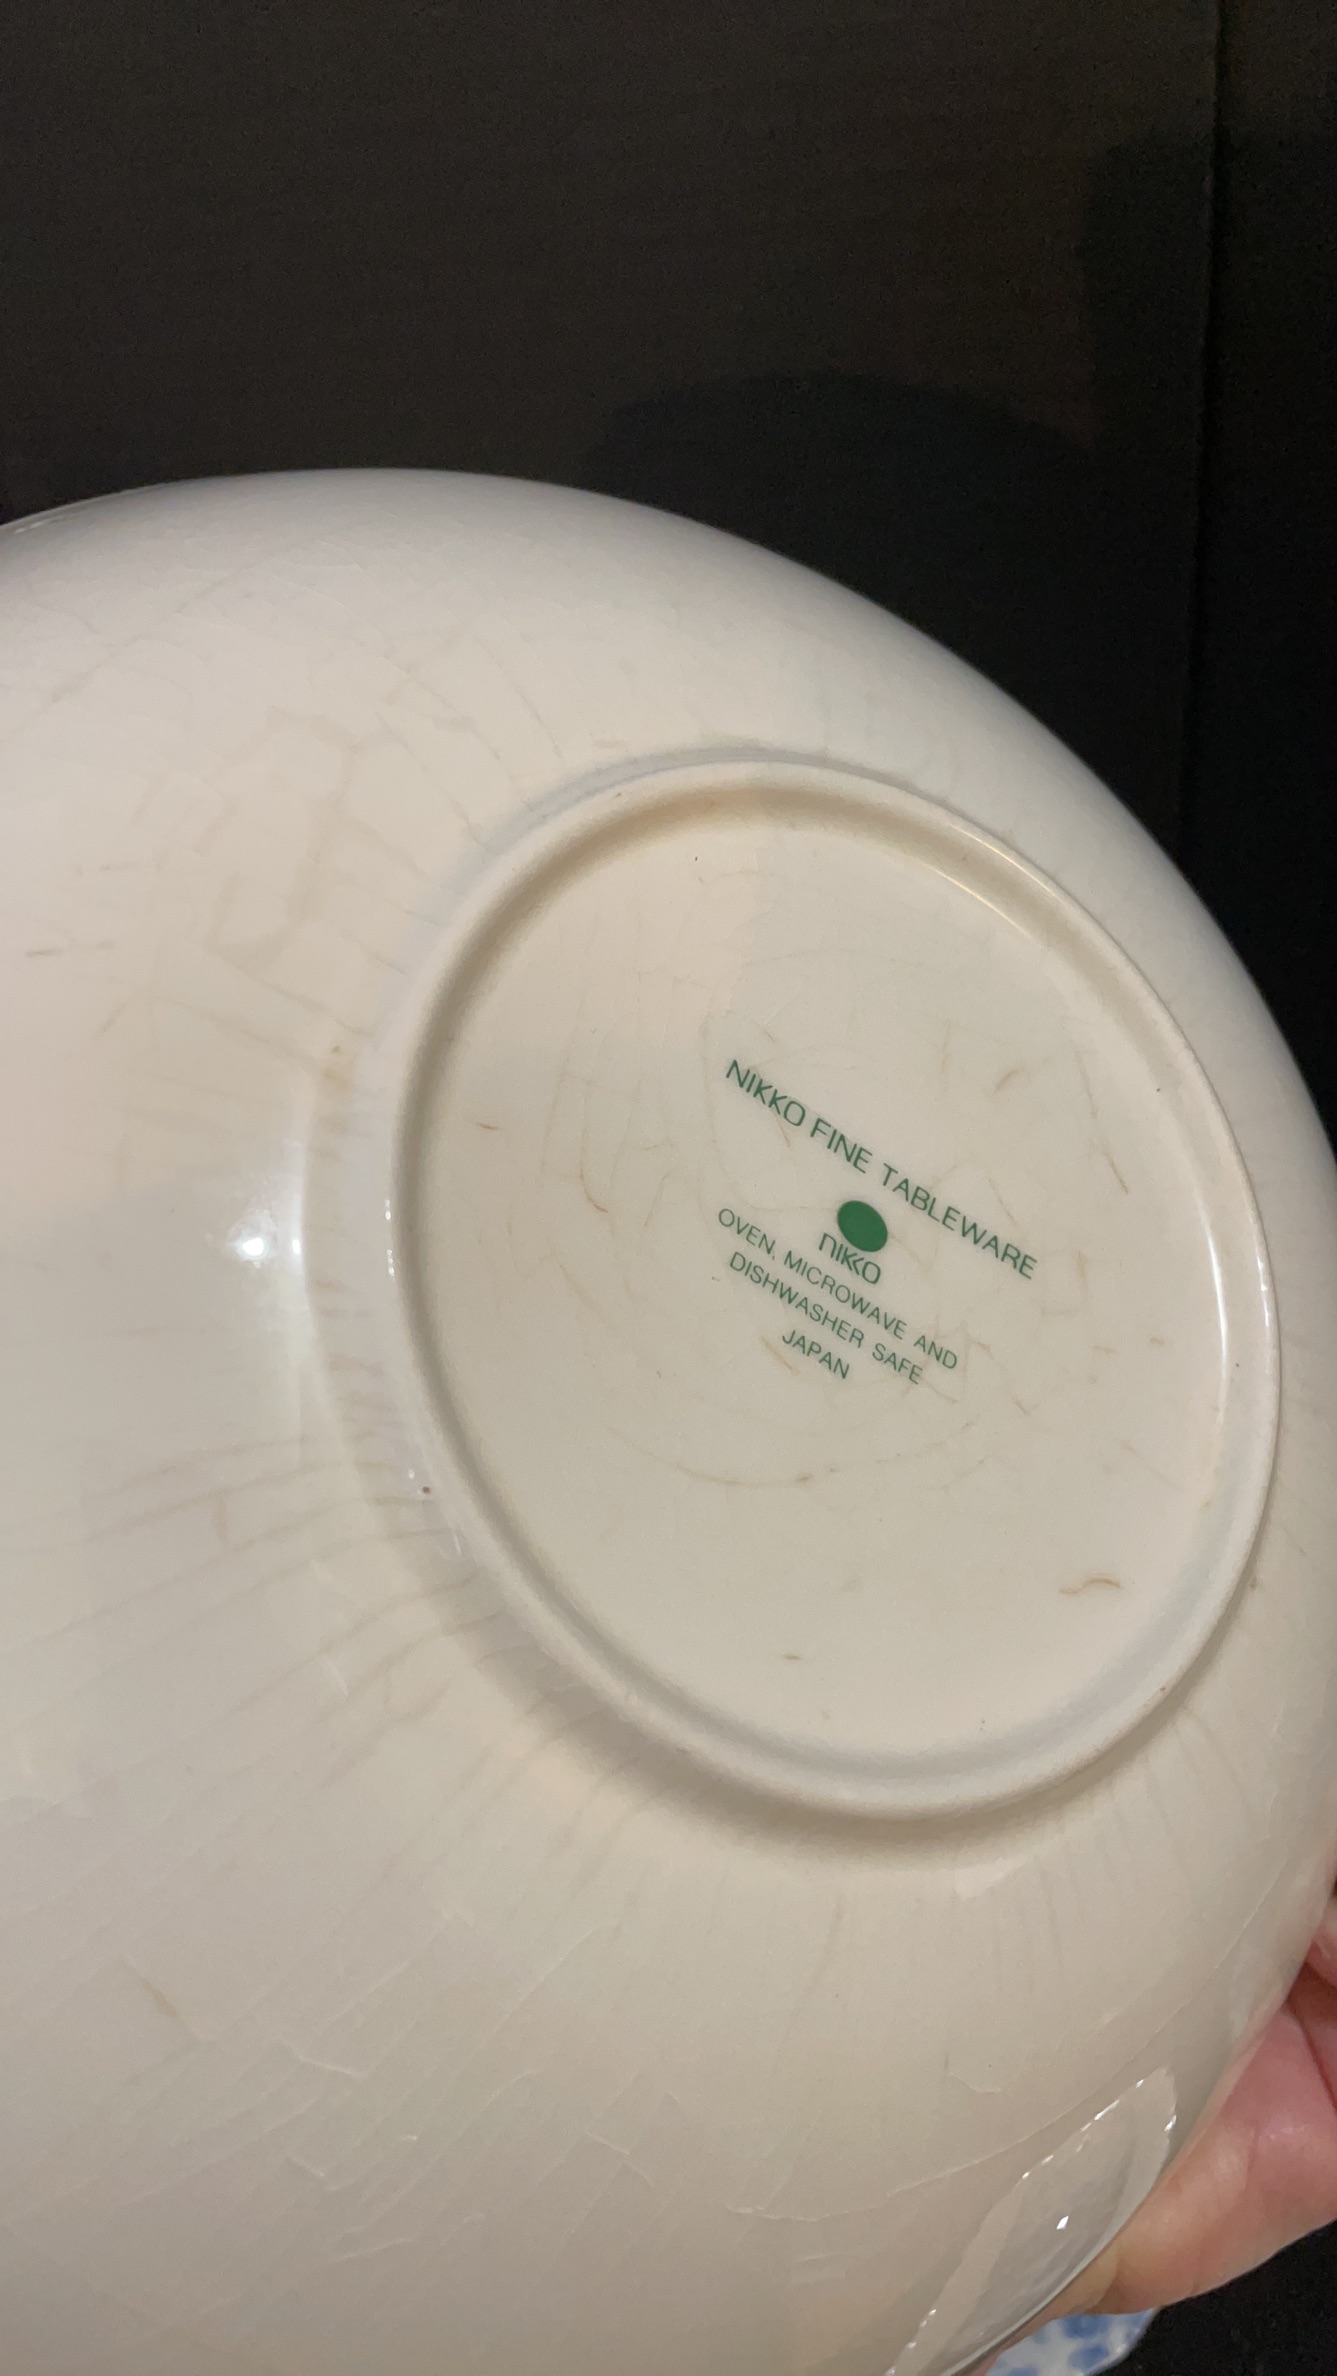 NIKKO FINE TABLEWARE
nikko
OVEN, MICROWAVE AND
DISHWASHER SAFE
JAPAN